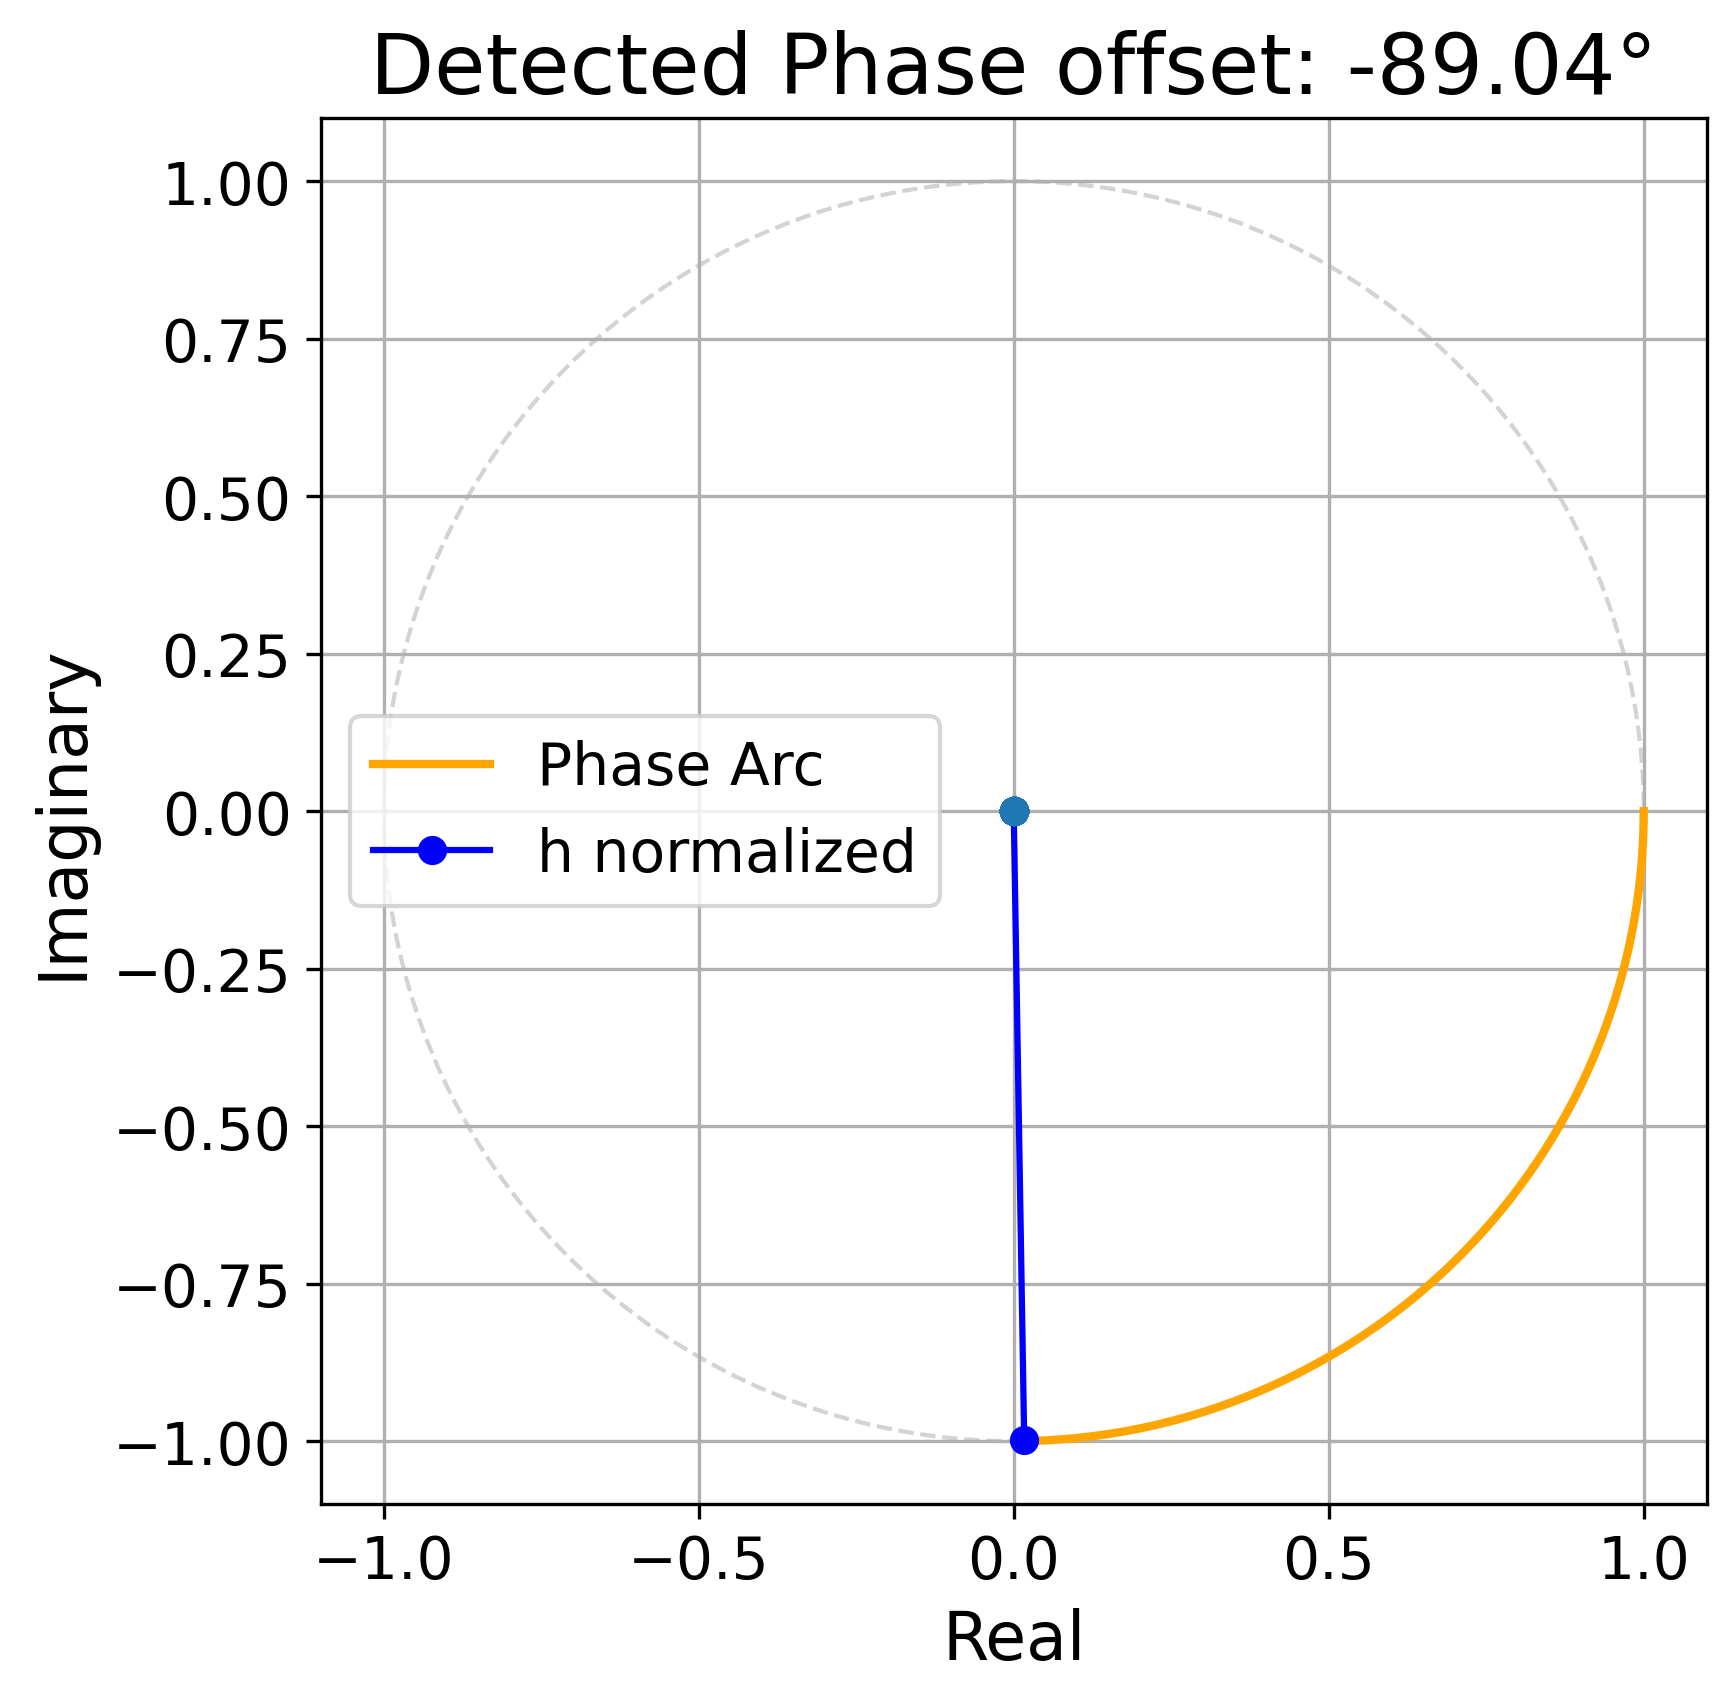 Detected Phase offset: -89.04°
1.00
0.75
0.50
0.25
0.00
−0.25
−0.50
−0.75
−1.00
Imaginary
Phase Arc
h normalized
−1.0 −0.5 0.0 0.5 1.0
Real